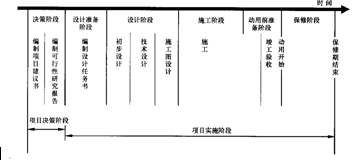 时间
决策阶段
设计准备阶段
设计阶段
施工阶段
动用前准备阶段
保修阶段
编制项目建议书
编制可行性研究报告
编制设计任务书
初步设计
技术设计
施工图设计
施工
竣工验收
动用开始
保修期结束
项目决策阶段
项目实施阶段